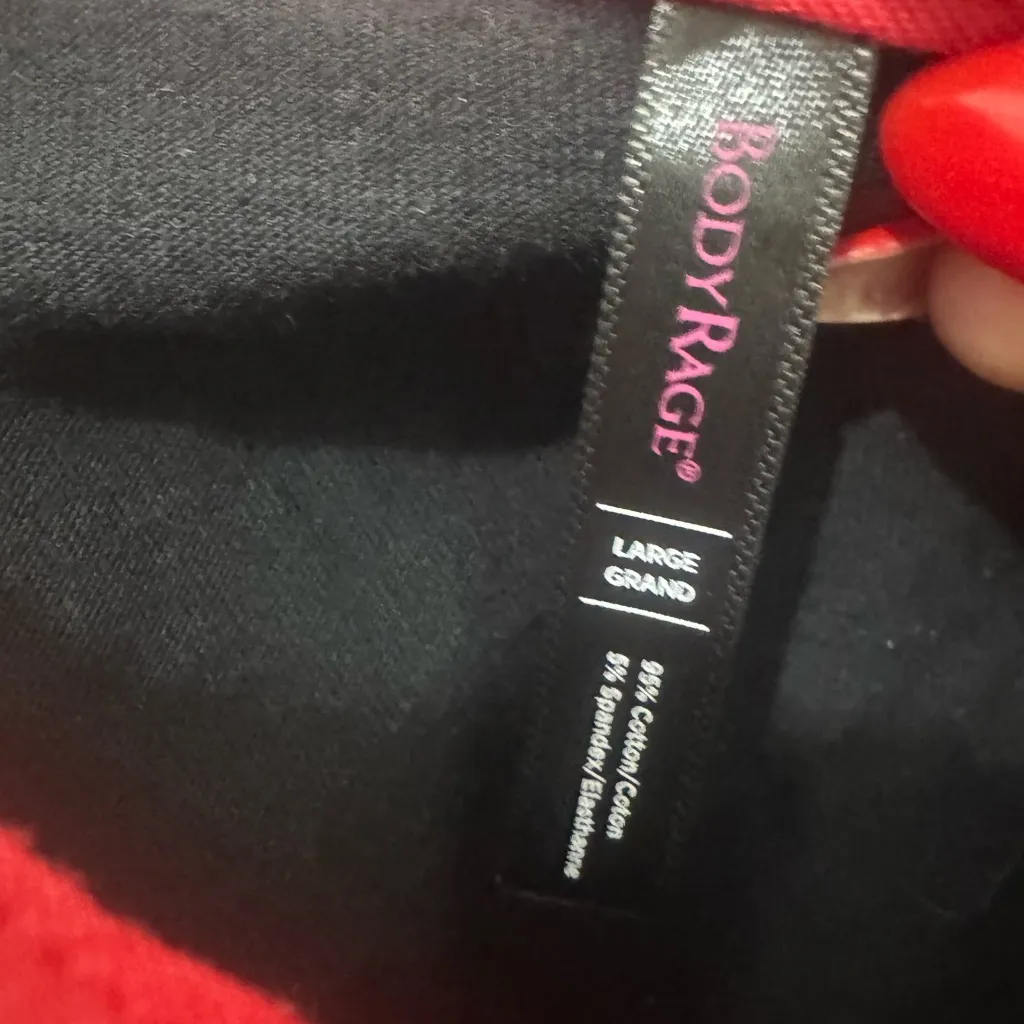 BODYRAGE®
LARGE
GRAND
95% Cotton/Coton
5% Spandex/Elasthanne